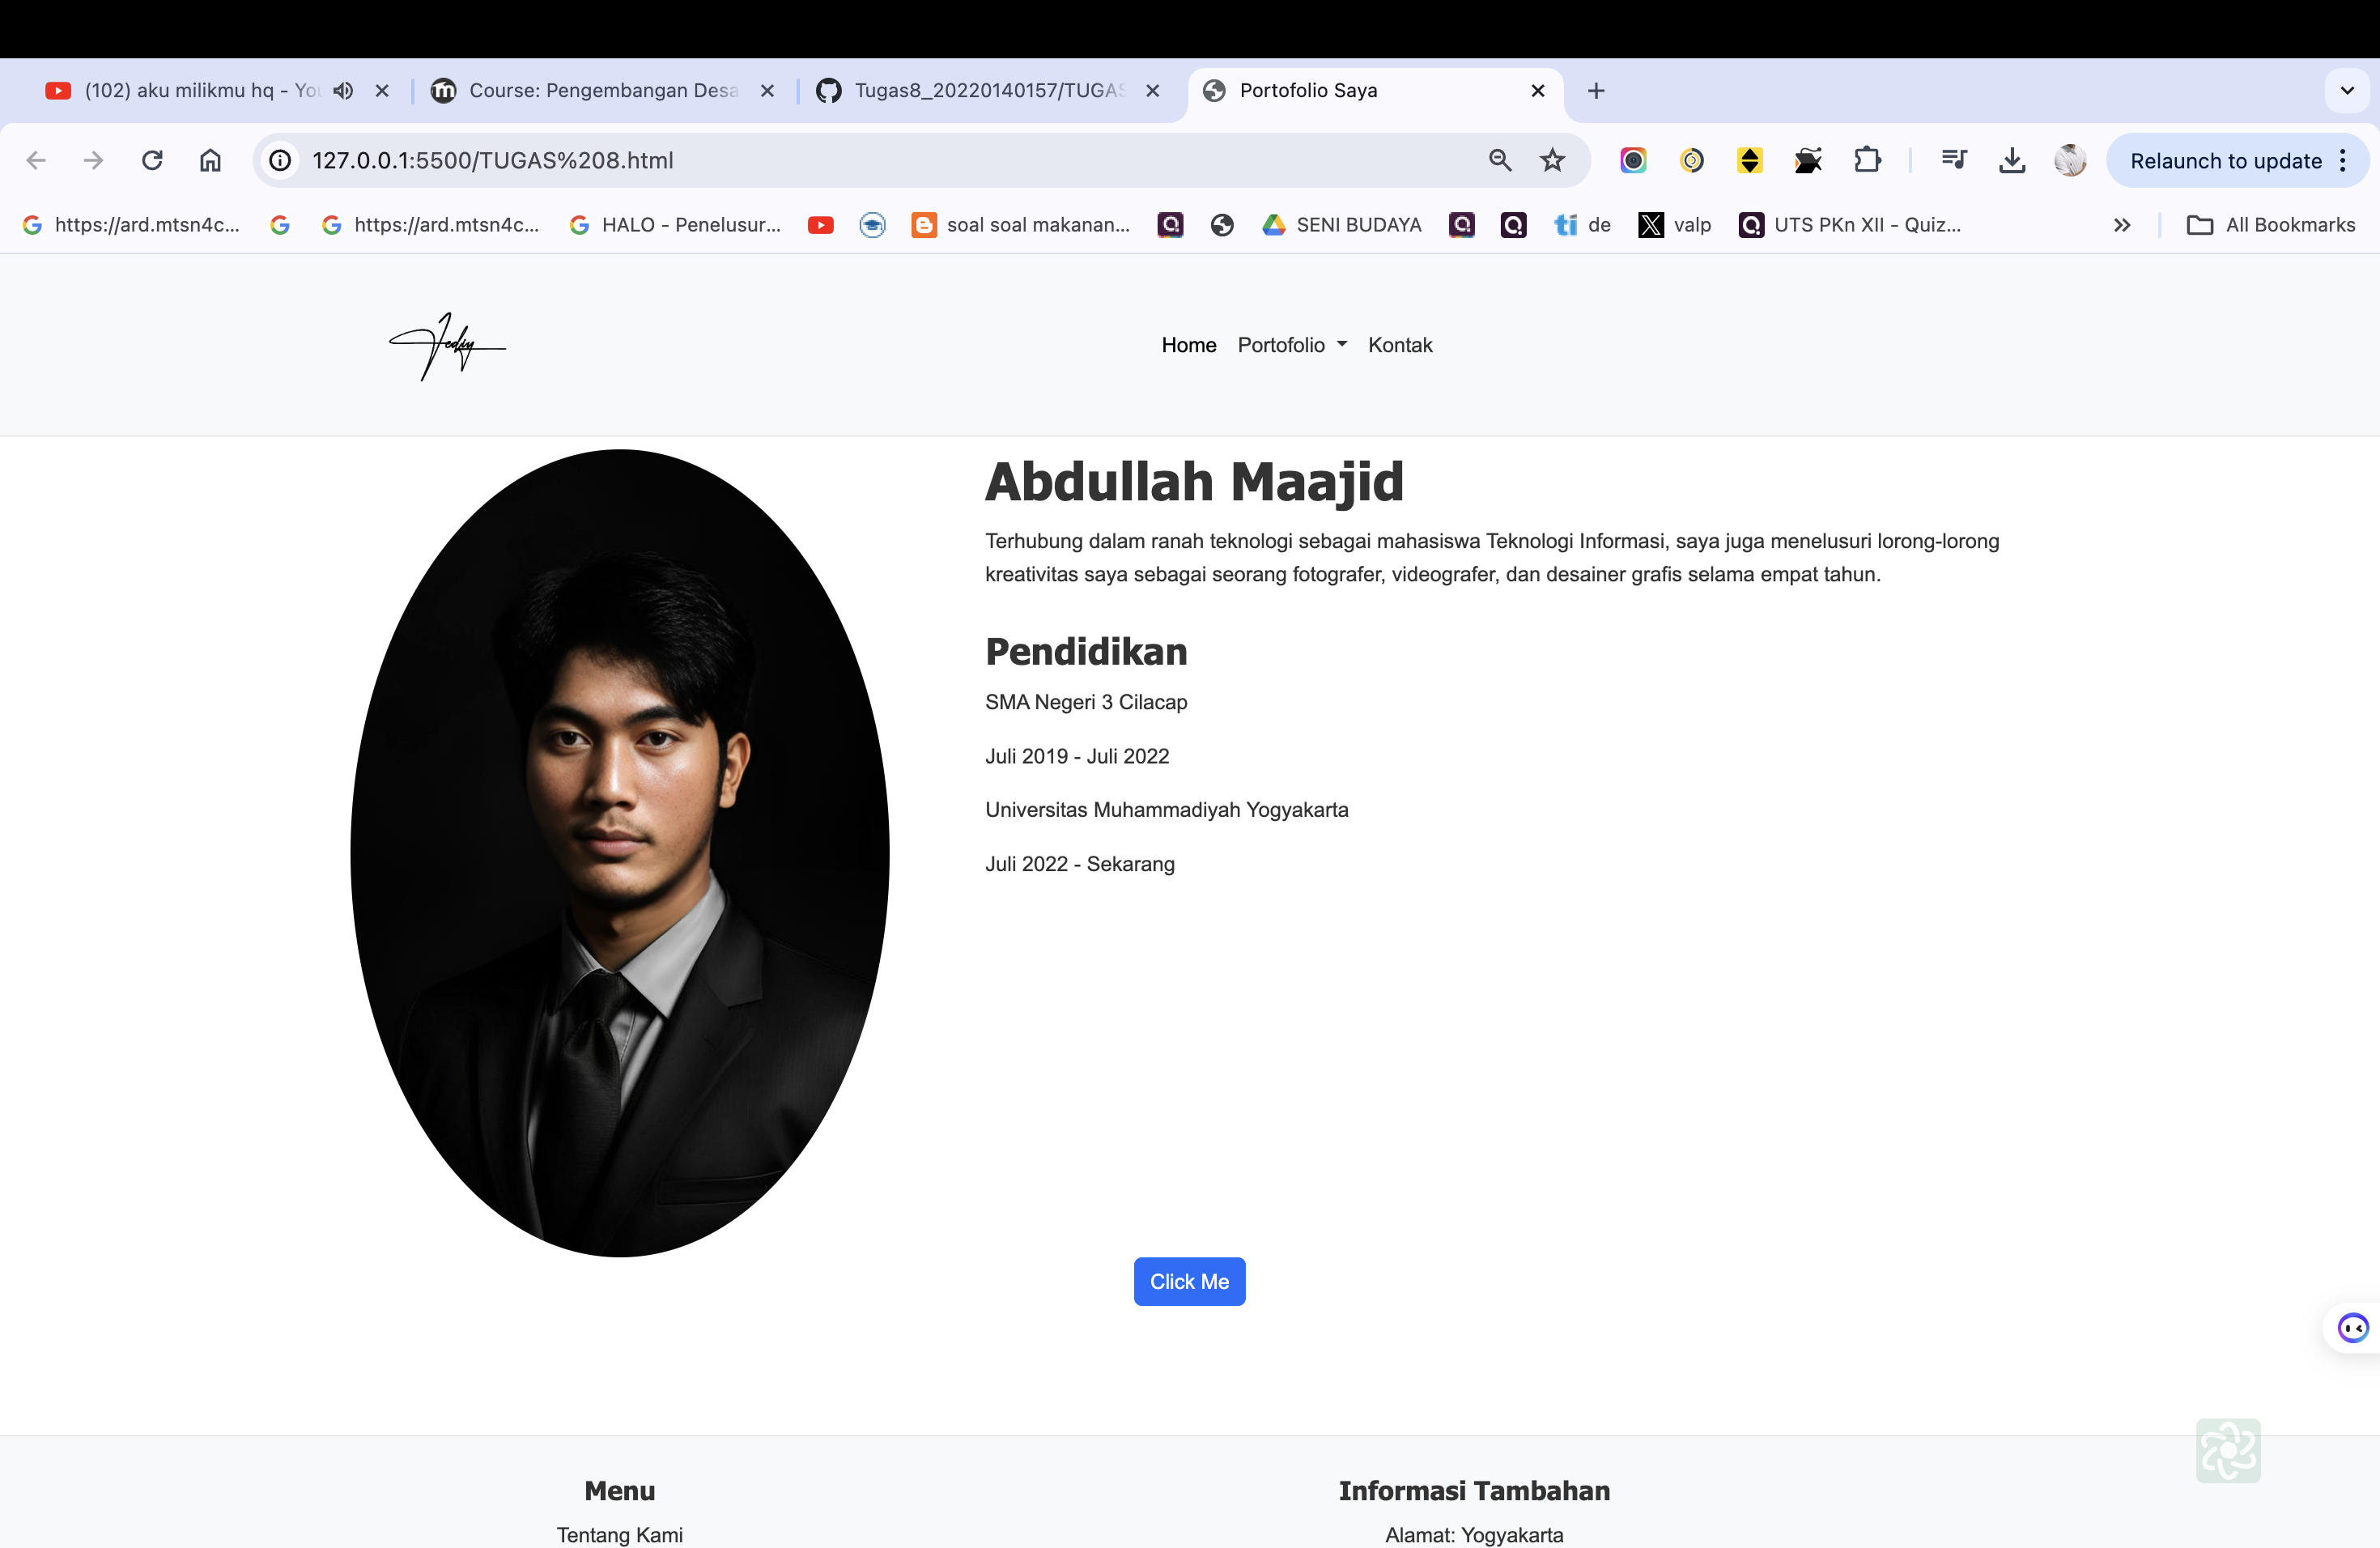 (102) aku milikmu hq - You
Course: Pengembangan Desa
Tugas8_20220140157/TUGAS
Portofolio Saya
127.0.0.1:5500/TUGAS%208.html
Relaunch to update
https://ard.mtsn4c...
https://ard.mtsn4c...
HALO - Penelusur...
soal soal makanan...
SENI BUDAYA
de
valp
UTS PKn XII - Quiz...
All Bookmarks
Home
Portofolio
Kontak
Abdullah Maajid
Terhubung dalam ranah teknologi sebagai mahasiswa Teknologi Informasi, saya juga menelusuri lorong-lorong
kreativitas saya sebagai seorang fotografer, videografer, dan desainer grafis selama empat tahun.
Pendidikan
SMA Negeri 3 Cilacap
Juli 2019 - Juli 2022
Universitas Muhammadiyah Yogyakarta
Juli 2022 - Sekarang
Click Me
Menu
Informasi Tambahan
Tentang Kami
Alamat: Yogyakarta